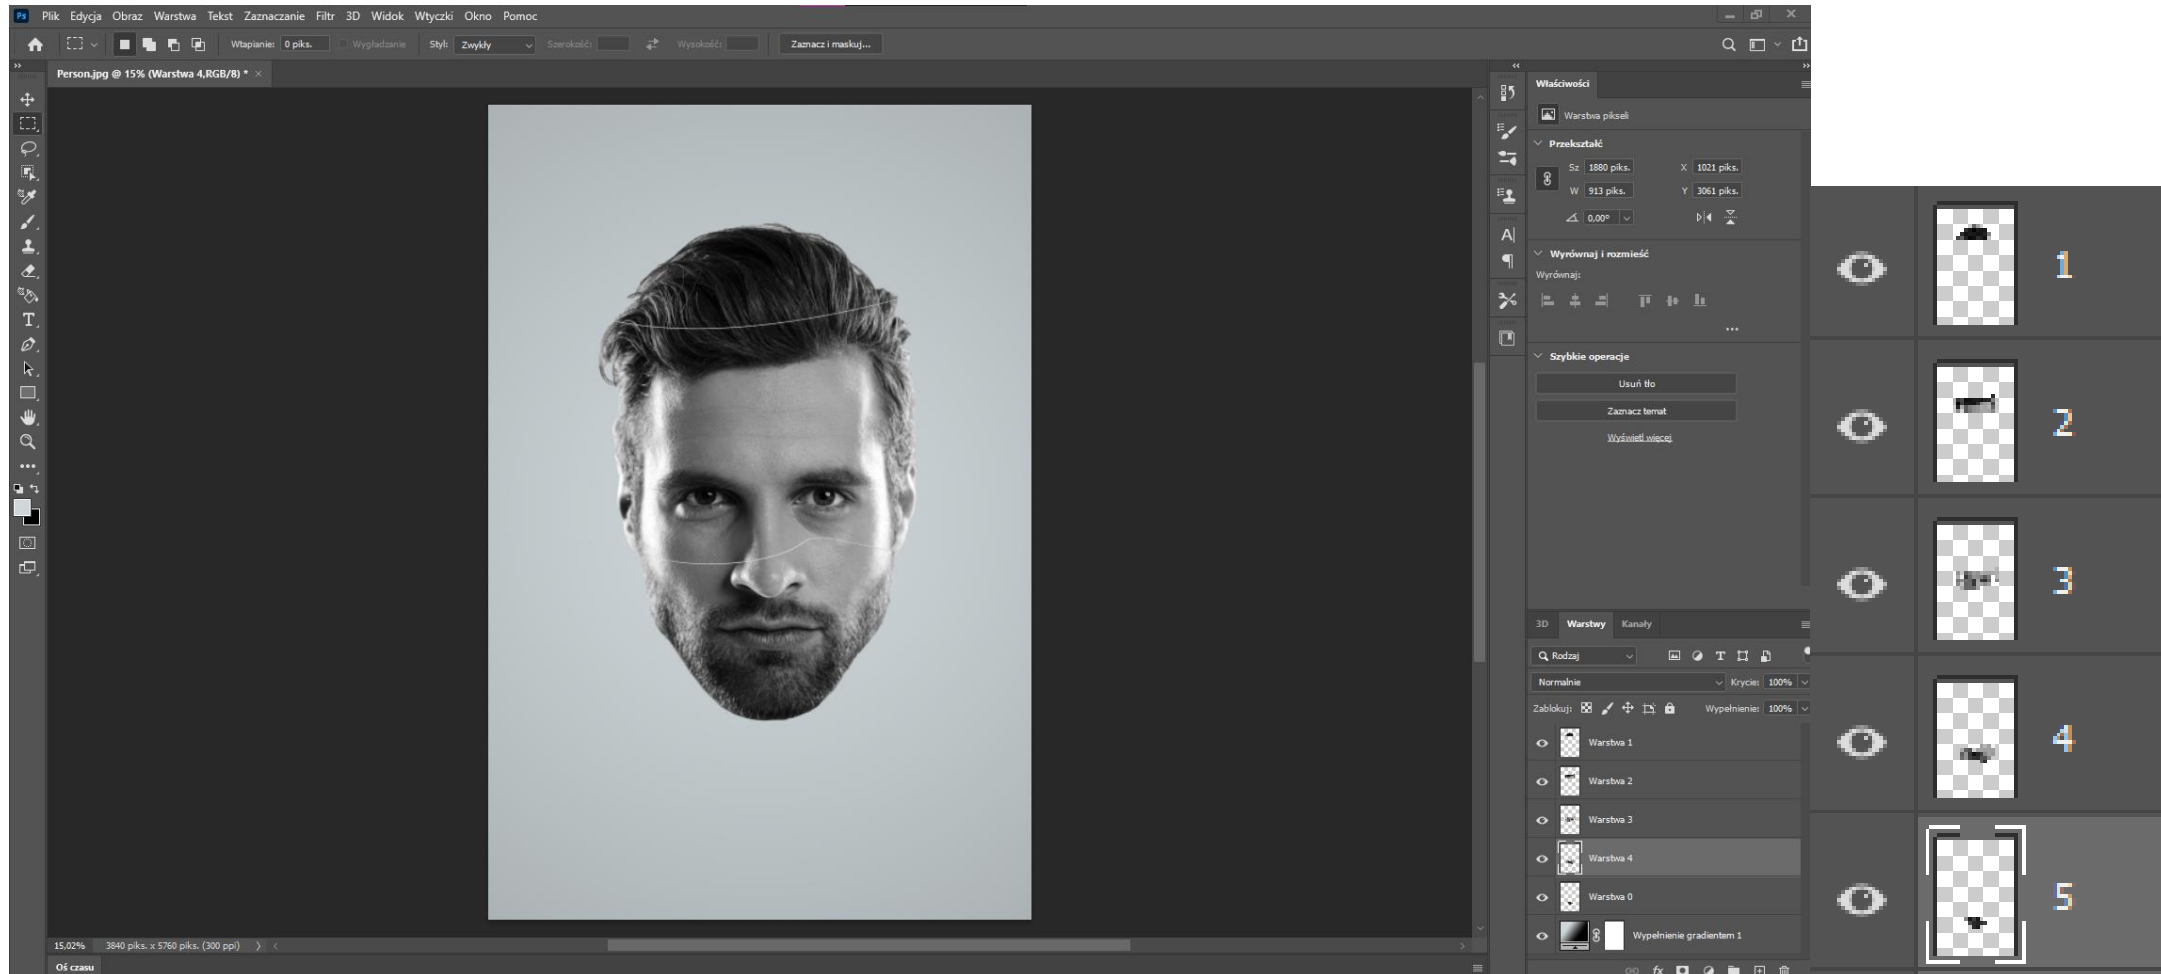 Ps Plik Edycja Obraz Warstwa Tekst Zaznaczanie Filtr 3D Widok Wtyczki Okno Pomoc
Wtapianie: 0 piks. Wygładzanie Styl: Zwykły Szerokość: Wysokość: Zaznacz i maskuj...
Person.jpg @ 15% (Warstwa 4,RGB/8) * ×
Właściwości
Warstwa pikseli
Przekształć
Sz 1880 piks. X 1021 piks.
W 913 piks. Y 3061 piks.
0,00°
Wyrównaj i rozmieść
Wyrównaj:
Szybkie operacje
Usuń tło
Zaznacz temat
Wyświetl więcej
3D Warstwy Kanały
Rodzaj
Normalnie Krycie: 100%
Zablokuj: Wypełnienie: 100%
Warstwa 1
Warstwa 2
Warstwa 3
Warstwa 4
Warstwa 0
Wypełnienie gradientem 1
fx
15,02% 3840 piks. x 5760 piks. (300 ppi)
Oś czasu
1
2
3
4
5